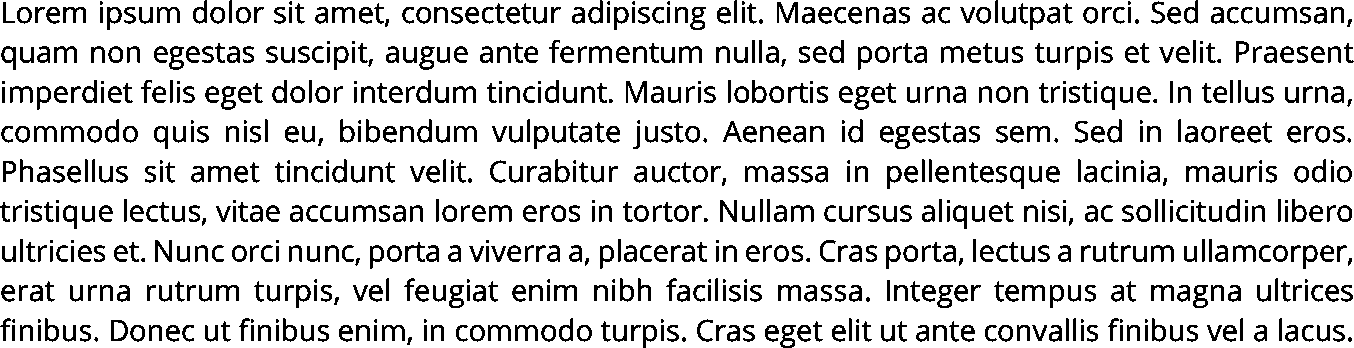 Lorem ipsum dolor sit amet, consectetur adipiscing elit. Maecenas ac volutpat orci. Sed accumsan,
quam non egestas suscipit, augue ante fermentum nulla, sed porta metus turpis et velit. Praesent
imperdiet felis eget dolor interdum tincidunt. Mauris lobortis eget urna non tristique. In tellus urna,
commodo quis nisl eu, bibendum vulputate justo. Aenean id egestas sem. Sed in laoreet eros.
Phasellus sit amet tincidunt velit. Curabitur auctor, massa in pellentesque lacinia, mauris odio
tristique lectus, vitae accumsan lorem eros in tortor. Nullam cursus aliquet nisi, ac sollicitudin libero
ultricies et. Nunc orci nunc, porta a viverra a, placerat in eros. Cras porta, lectus a rutrum ullamcorper,
erat urna rutrum turpis, vel feugiat enim nibh facilisis massa. Integer tempus at magna ultrices
finibus. Donec ut finibus enim, in commodo turpis. Cras eget elit ut ante convallis finibus vel a lacus.